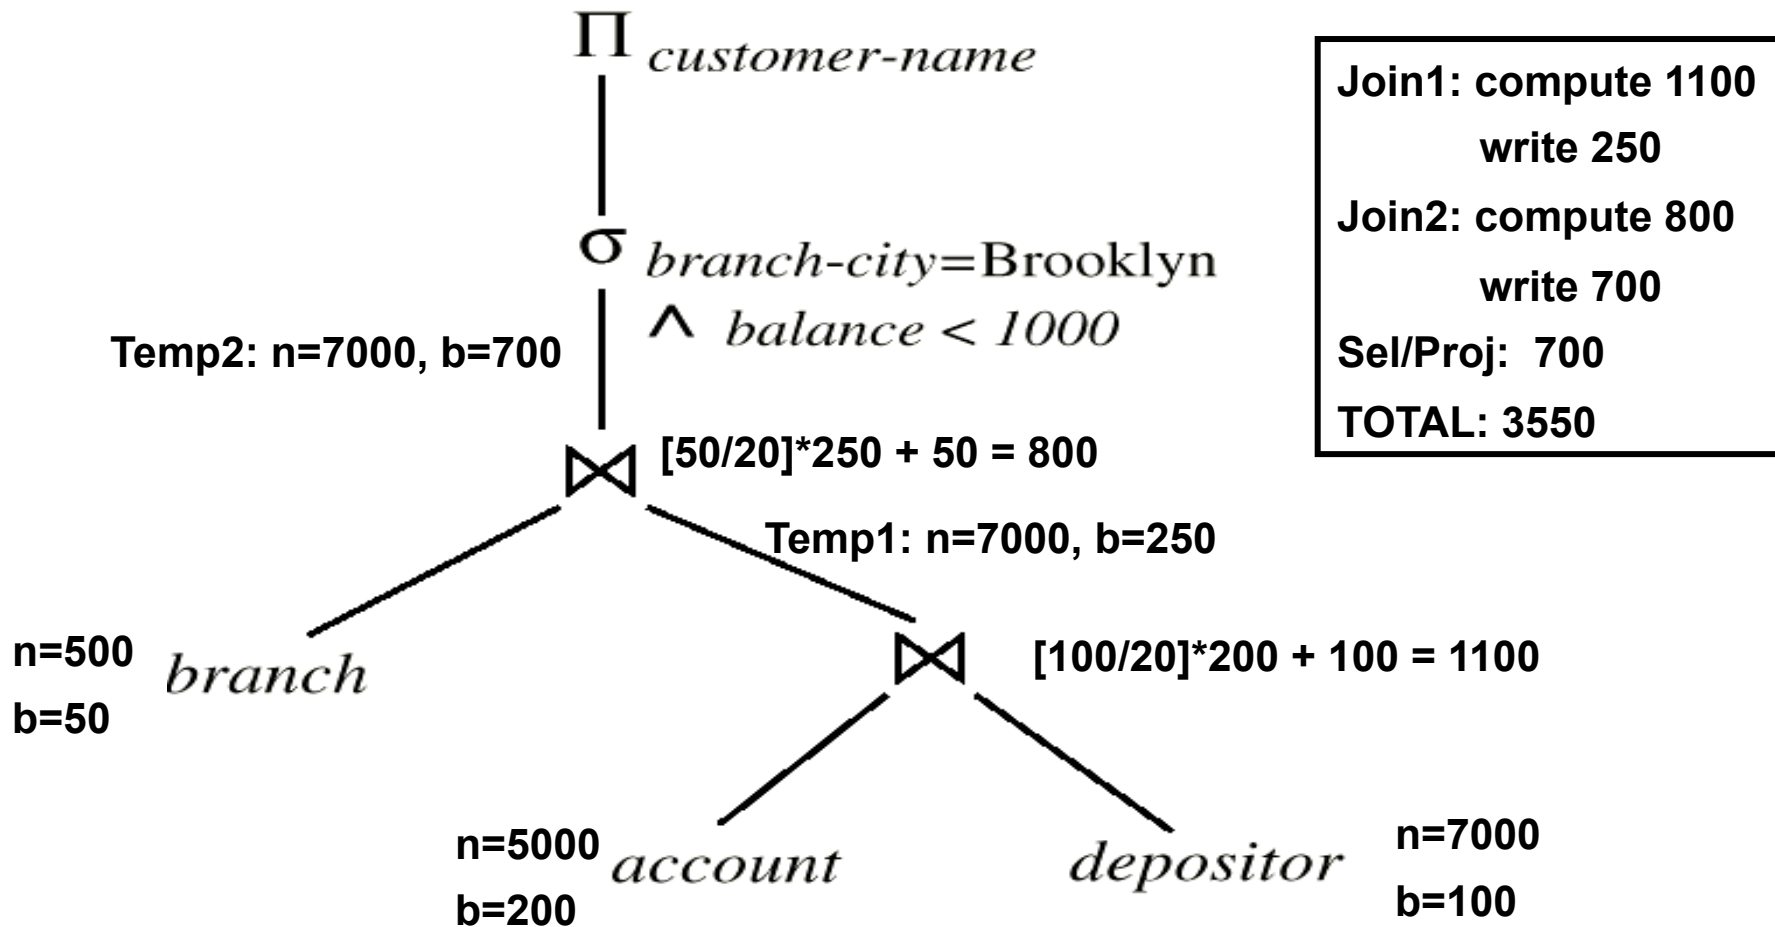 Π customer-name
σ branch-city=Brooklyn
∧ balance < 1000
Temp2: n=7000, b=700
[50/20]*250 + 50 = 800
Temp1: n=7000, b=250
n=500
branch
b=50
[100/20]*200 + 100 = 1100
n=5000
account
b=200
depositor
n=7000
b=100
Join1: compute 1100
write 250
Join2: compute 800
write 700
Sel/Proj: 700
TOTAL: 3550